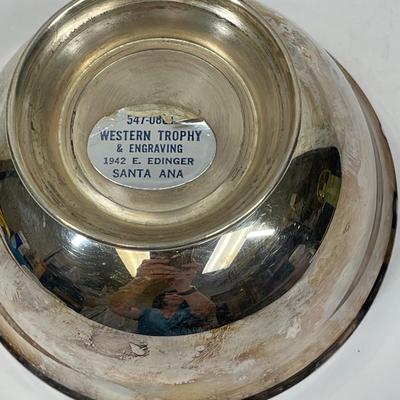 WESTERN TROPHY
& ENGRAVING
1942 E. EDINGER
SANTA ANA